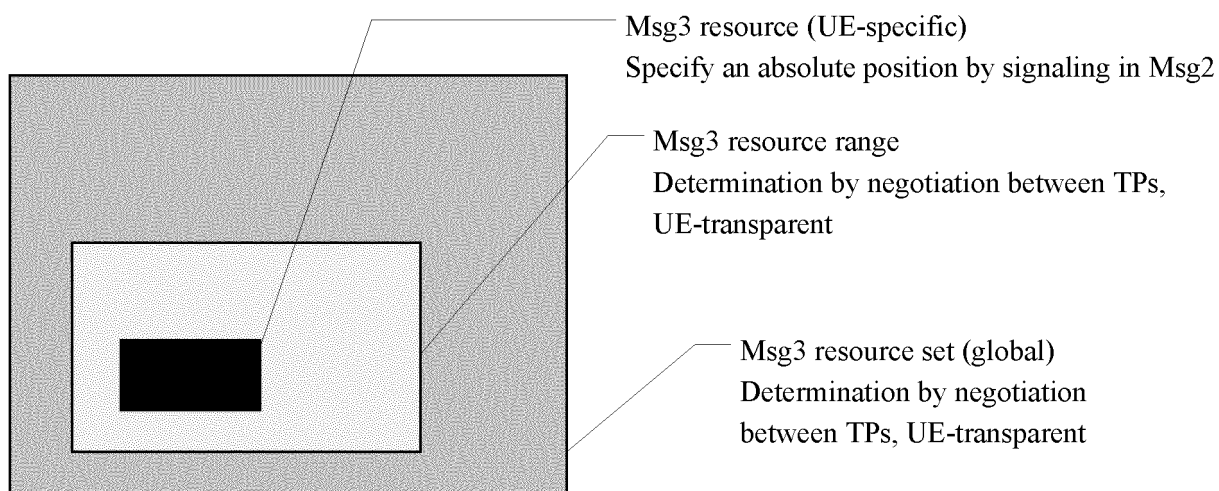 Msg3 resource (UE-specific)
Specify an absolute position by signaling in Msg2
Msg3 resource range
Determination by negotiation between TPs,
UE-transparent
Msg3 resource set (global)
Determination by negotiation
between TPs, UE-transparent